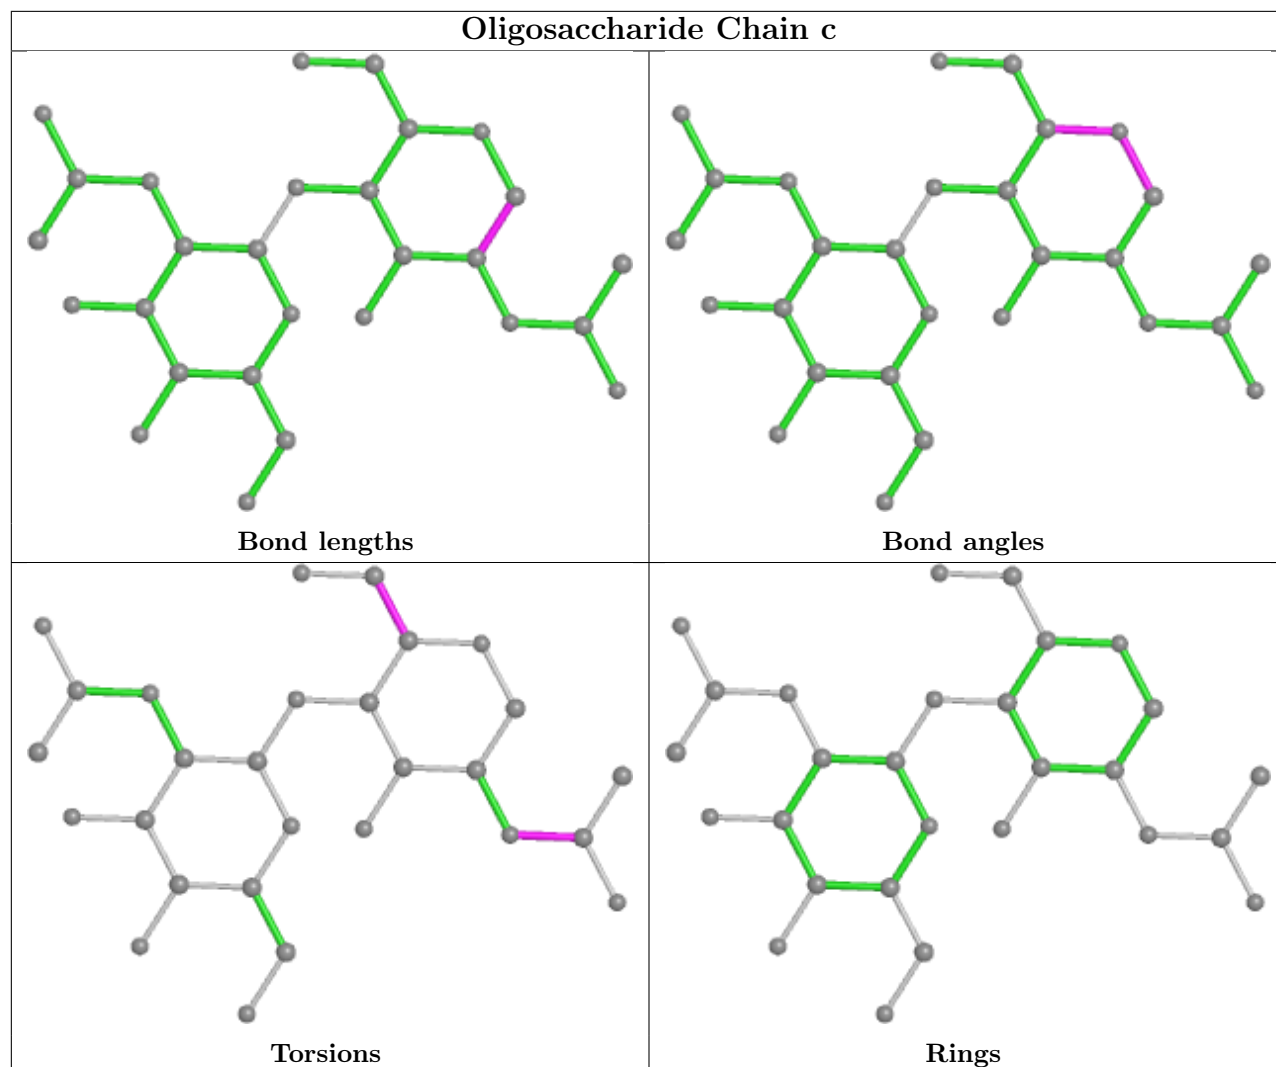 Oligosaccharide Chain c
Bond lengths
Bond angles
Torsions
Rings